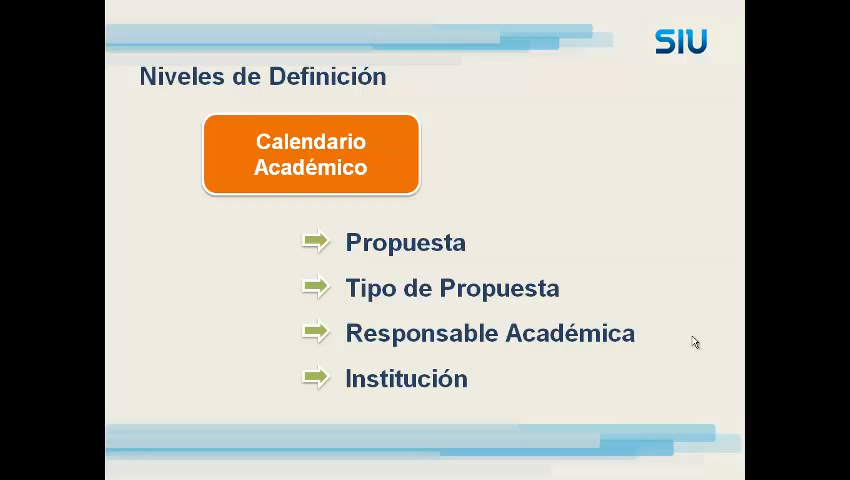 SIU
Niveles de Definición
Calendario
Académico
Propuesta
Tipo de Propuesta
Responsable Académica
Institución